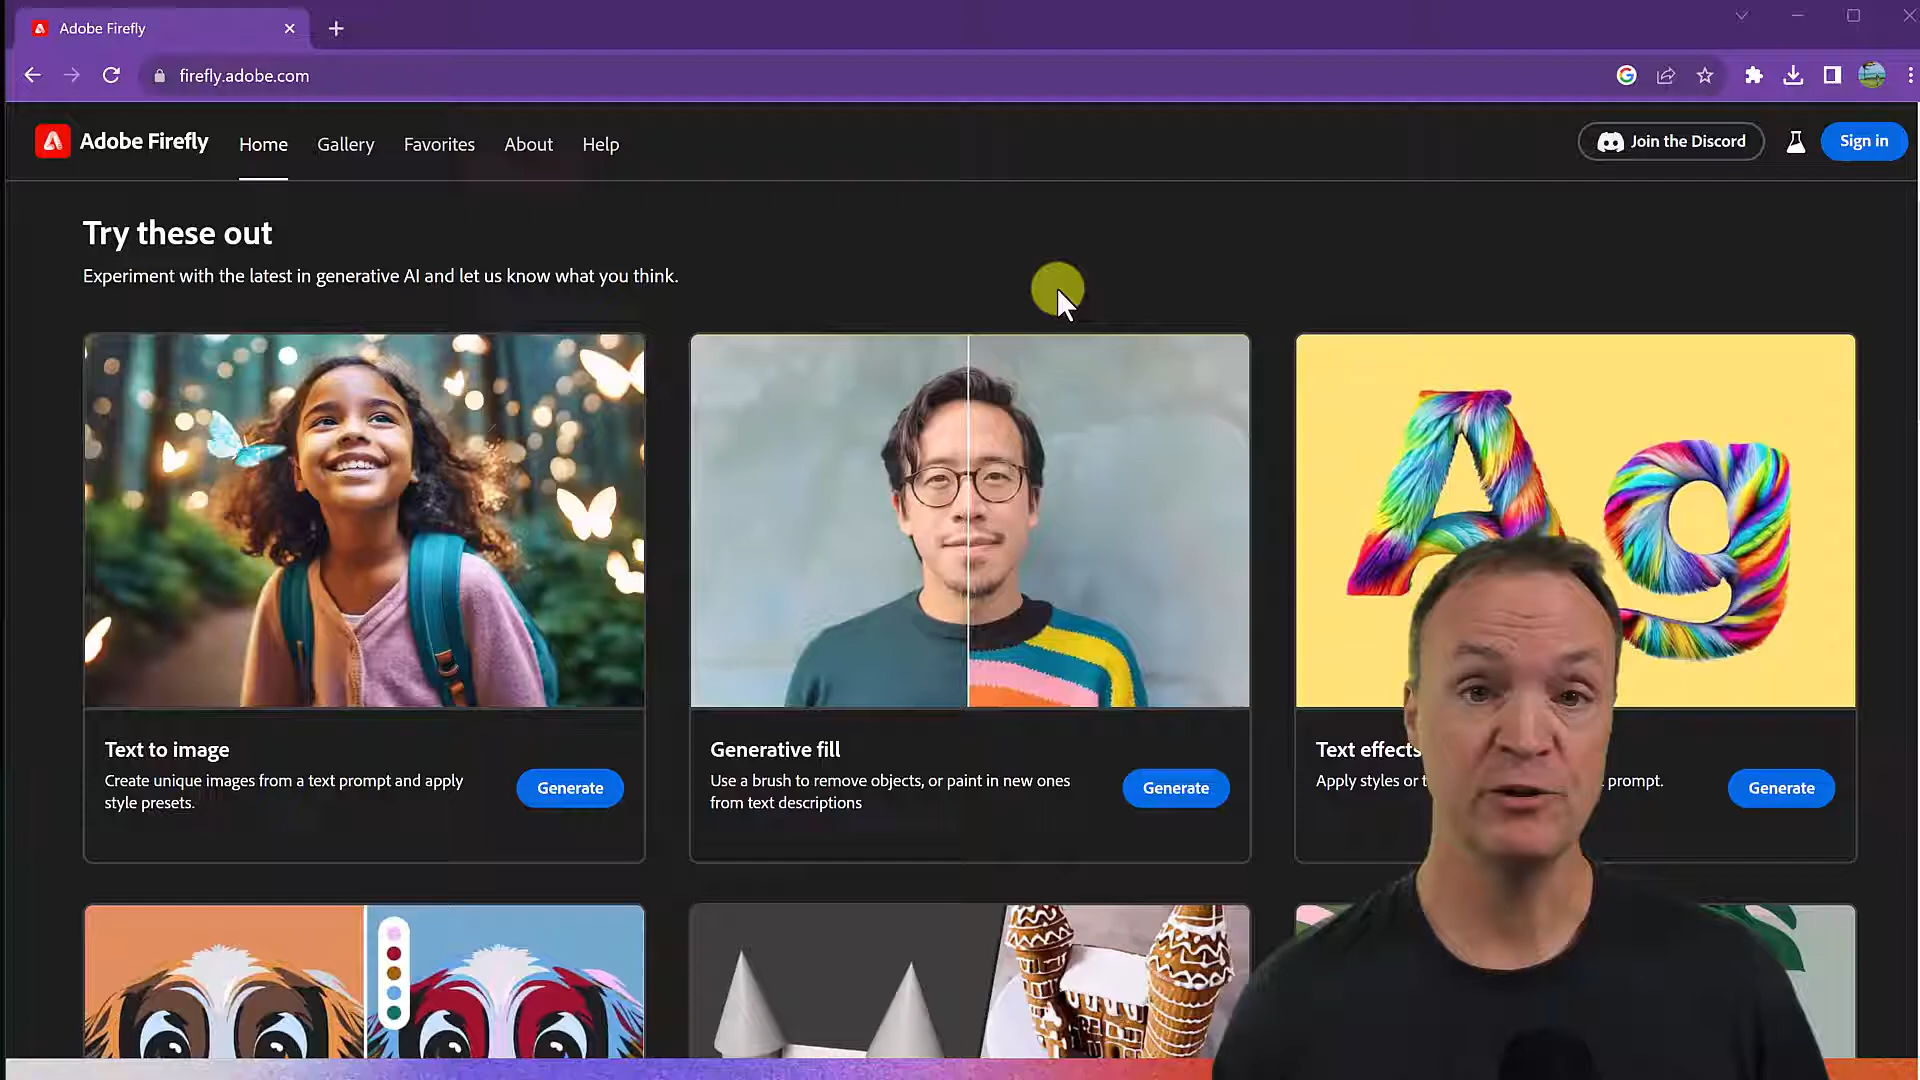 Adobe Firefly
firefly.adobe.com
Adobe Firefly
Home
Gallery
Favorites
About
Help
Join the Discord
Sign in
Try these out
Experiment with the latest in generative AI and let us know what you think.
Ag
Text to image
Create unique images from a text prompt and apply
style presets.
Generate
Generative fill
Use a brush to remove objects, or paint in new ones
from text descriptions
Generate
Text effects
Apply styles or t
prompt.
Generate